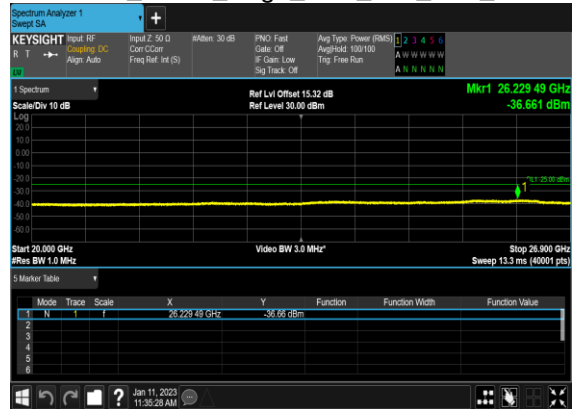 Spectrum Analyzer 1
Swept SA
+
KEYSIGHT Input: RF Input Z: 50 Ω #Atten: 30 dB PNO: Fast Avg Type: Power (RMS) 1 2 3 4 5 6
R T Coupling: DC Corr CCorr Gate: Off Avg|Hold: 100/100 A W W W W W
Align: Auto Freq Ref: Int (S) IF Gain: Low Trig: Free Run
Sig Track: Off A N N N N N
1 Spectrum Ref Lvl Offset 15.32 dB Mkr1 26.229 49 GHz
Scale/Div 10 dB Ref Level 30.00 dBm -36.661 dBm
Log
20.0
10.0
0.00
-10.0
-20.0 DL1 -25.00 dBm
-30.0 1
-40.0
-50.0
-60.0
Start 20.000 GHz Video BW 3.0 MHz* Stop 26.900 GHz
#Res BW 1.0 MHz Sweep 13.3 ms (40001 pts)
5 Marker Table
Mode Trace Scale X Y Function Function Width Function Value
1 N 1 f 26.229 49 GHz -36.66 dBm
2
3
4
5
6
? Jan 11, 2023
11:35:28 AM